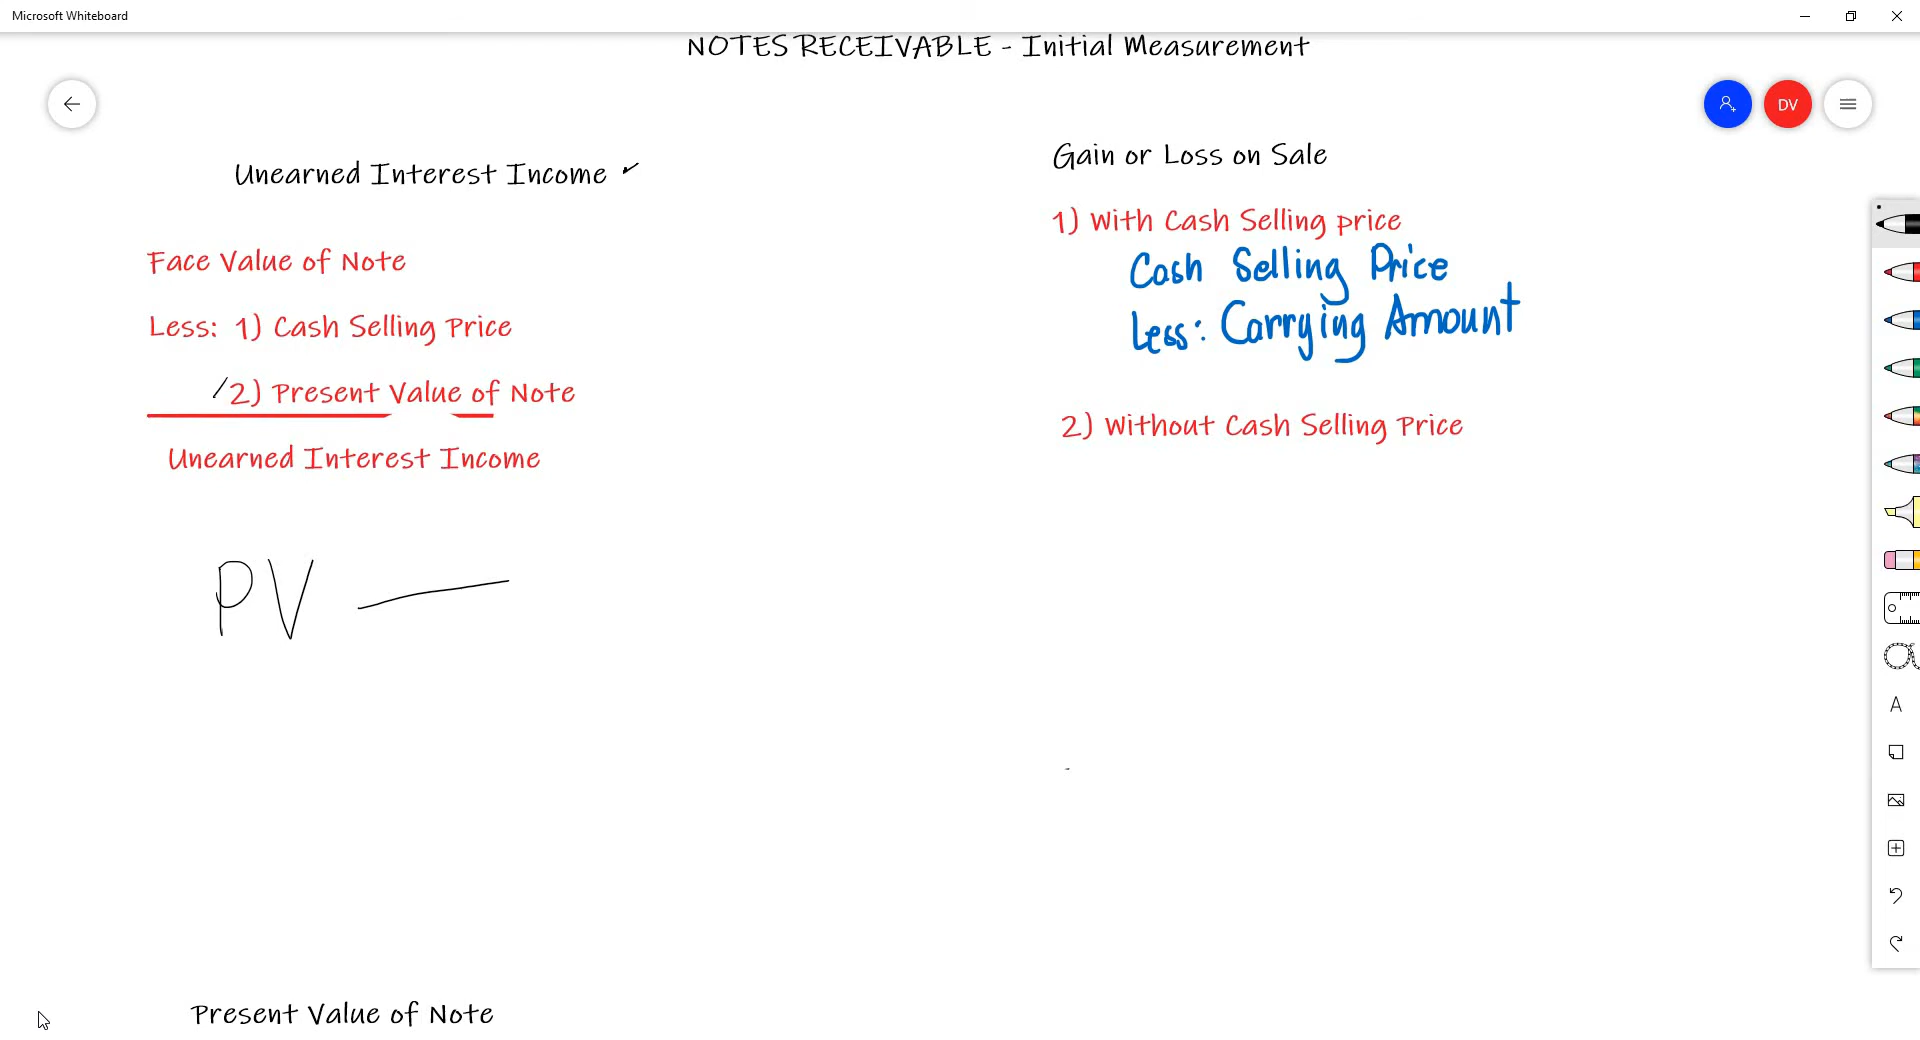 Microsoft Whiteboard
NOTES RECEIVABLE - Initial Measurement
DV
Unearned Interest Income
Face Value of Note
Less: 1) Cash Selling Price
2) Present Value of Note
Unearned Interest Income
PV
Present Value of Note
Gain or Loss on Sale
1) With Cash Selling price
Cash Selling Price
Less: Carrying Amount
2) Without Cash Selling Price
A